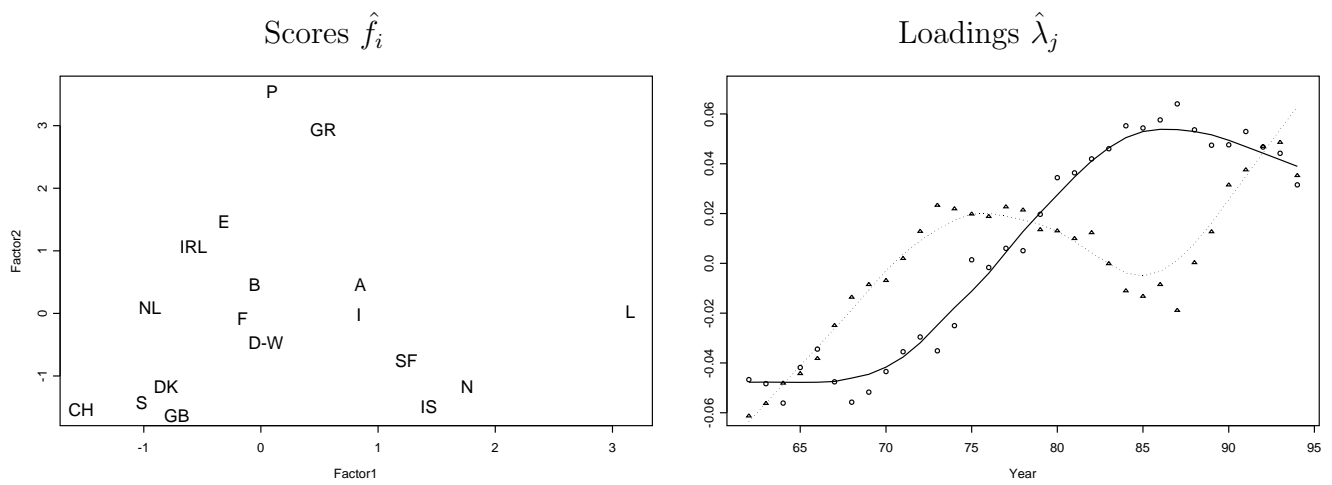 Scores f̂ᵢ
P
GR
E
IRL
B
A
NL
F
I
L
D-W
SF
DK
N
S
IS
CH
GB
3
2
1
0
-1
Factor2
-1 0 1 2 3
Factor1
Loadings λ̂ⱼ
0.06
0.04
0.02
0.0
-0.02
-0.04
-0.06
65 70 75 80 85 90 95
Year